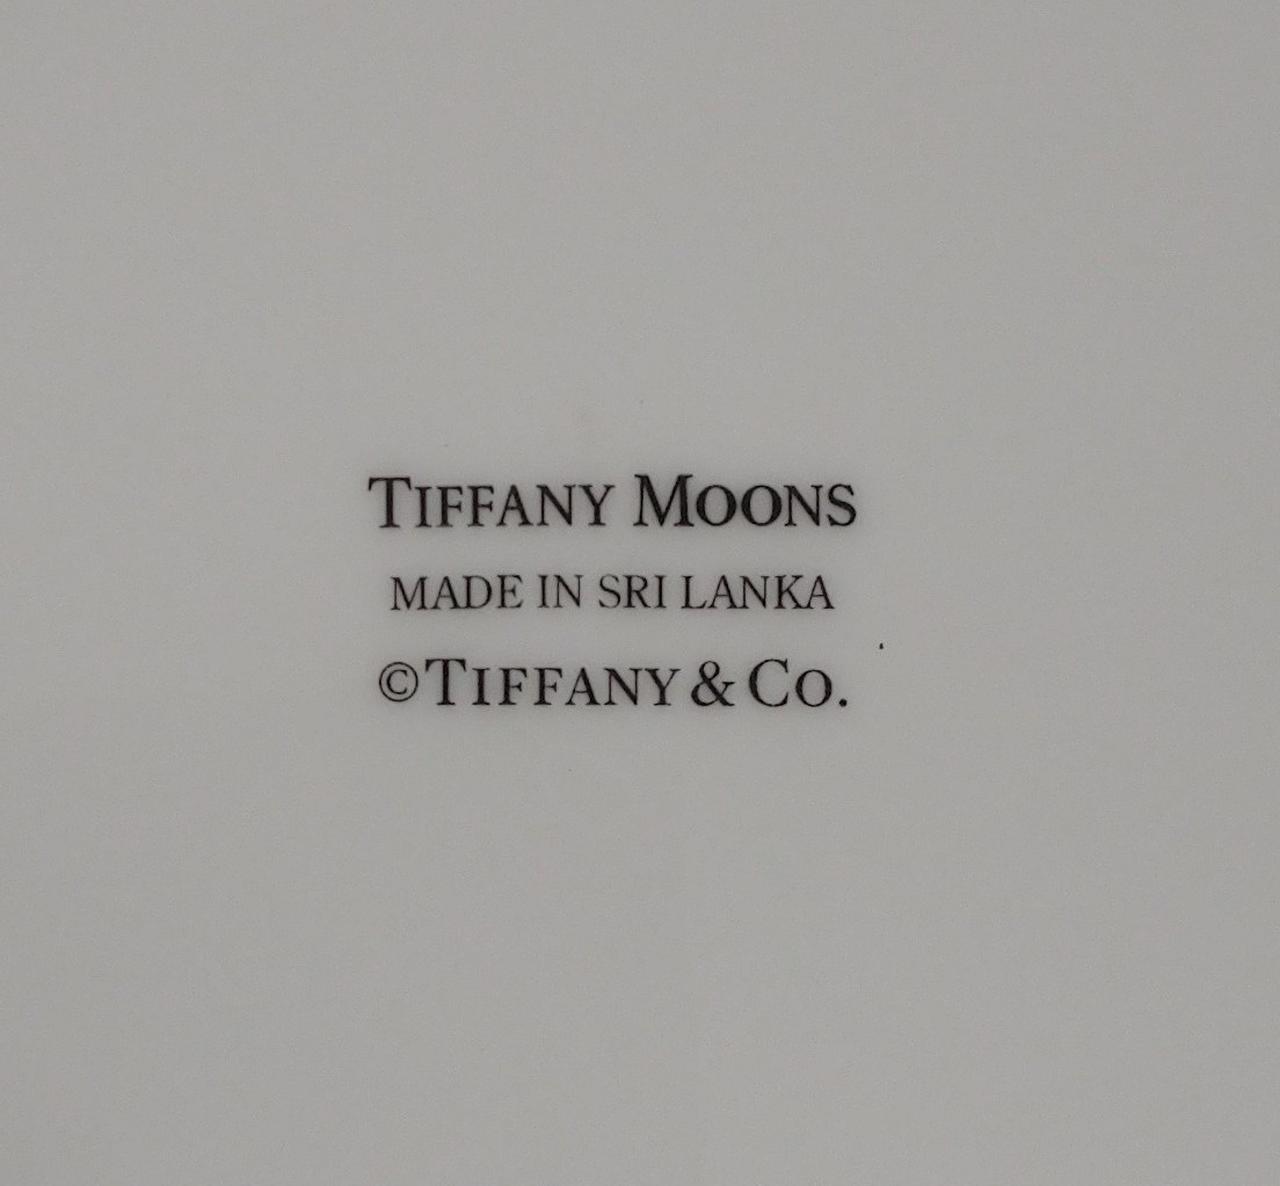 TIFFANY MOONS
MADE IN SRI LANKA
©TIFFANY & CO.